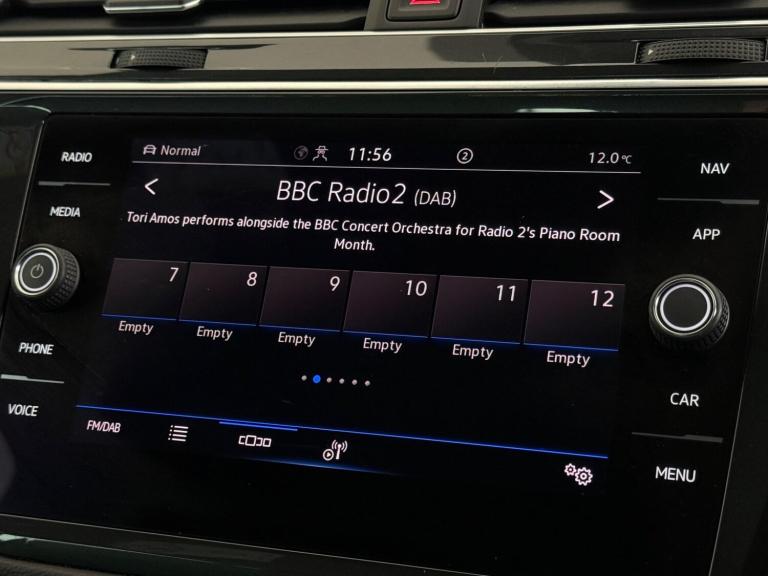 Normal 11:56 2 12.0°C
RADIO
NAV
MEDIA
APP
BBC Radio2 (DAB)
Tori Amos performs alongside the BBC Concert Orchestra for Radio 2's Piano Room
Month.
7 8 9 10 11 12
Empty Empty Empty Empty Empty Empty
PHONE
CAR
VOICE
FM/DAB
MENU